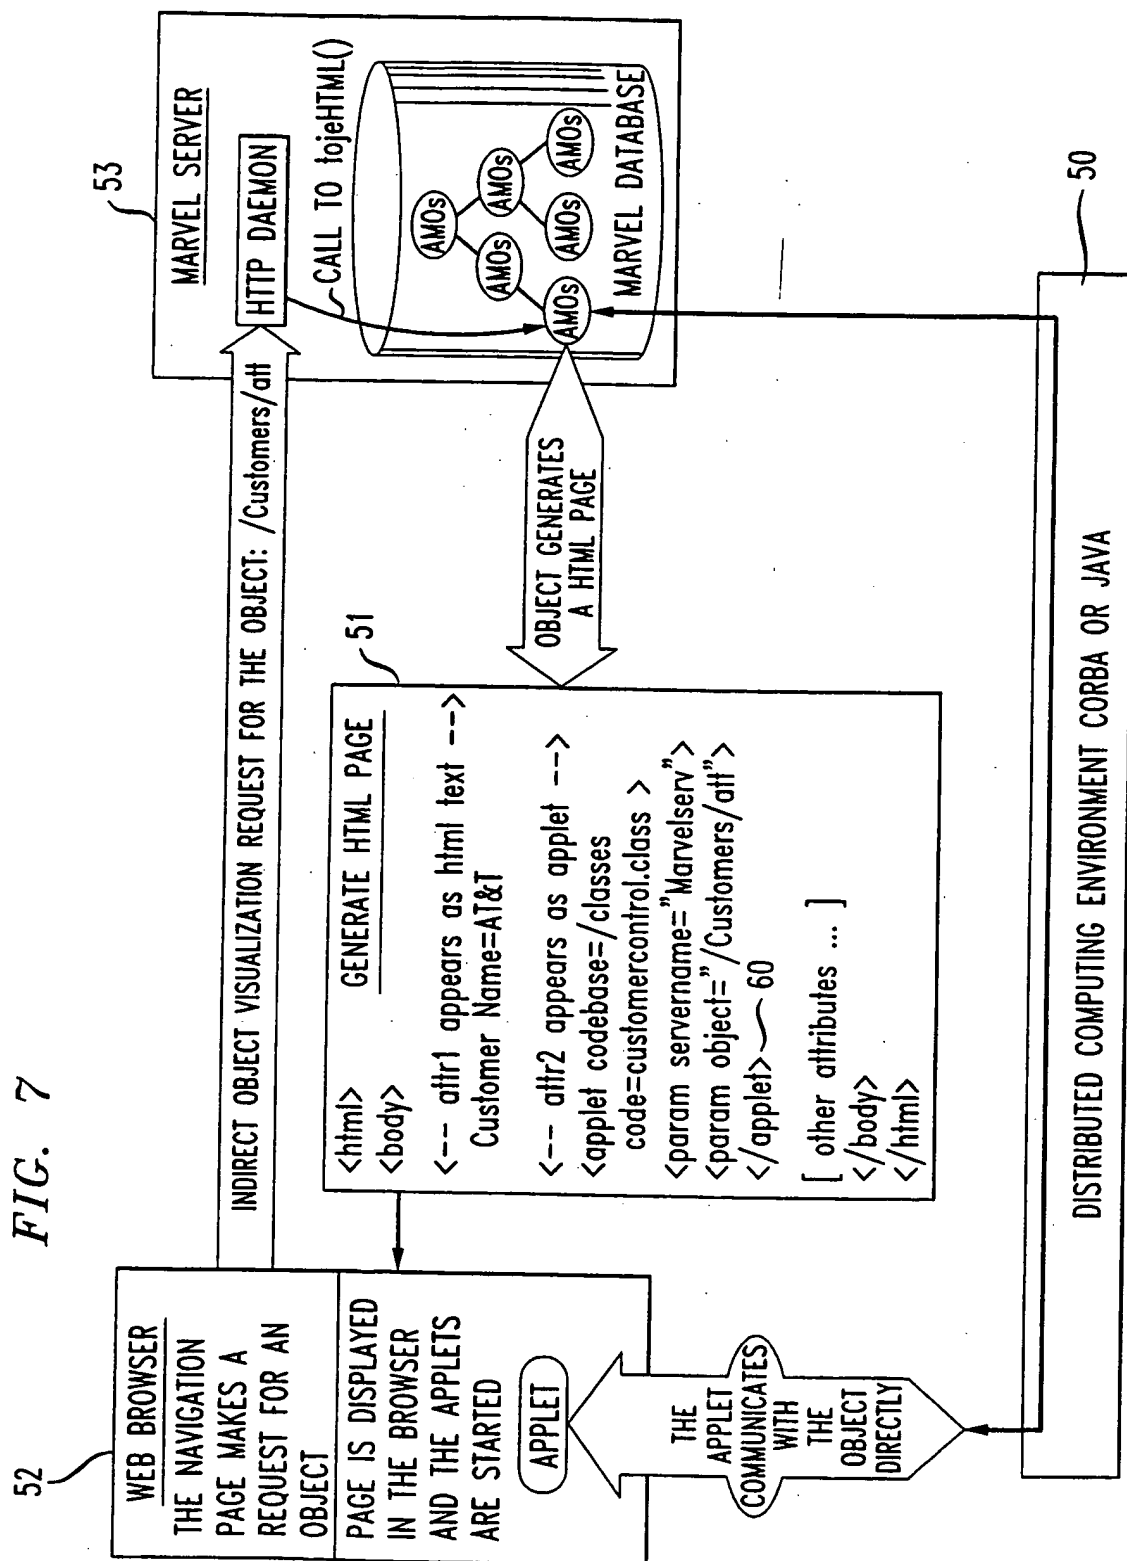 FIG. 7
52
WEB BROWSER
THE NAVIGATION
PAGE MAKES A
REQUEST FOR AN
OBJECT
PAGE IS DISPLAYED
IN THE BROWSER
AND THE APPLETS
ARE STARTED
APPLET
THE
APPLET
COMMUNICATES
WITH
THE
OBJECT
DIRECTLY
INDIRECT OBJECT VISUALIZATION REQUEST FOR THE OBJECT: /Customers/att
53
MARVEL SERVER
HTTP DAEMON
CALL TO tojeHTML()
AMOs
AMOs
AMOs
AMOs
AMOs
AMOs
MARVEL DATABASE
OBJECT GENERATES
A HTML PAGE
51
GENERATE HTML PAGE
<html>
<body>
<-- attr1 appears as html text -->
Customer Name=AT&T
<-- attr2 appears as applet -->
<applet codebase=/classes
code=customercontrol.class >
<param servername="Marvelserv">
<param object="/Customers/att">
</applet> 60
[ other attributes ... ]
</body>
</html>
50
DISTRIBUTED COMPUTING ENVIRONMENT CORBA OR JAVA